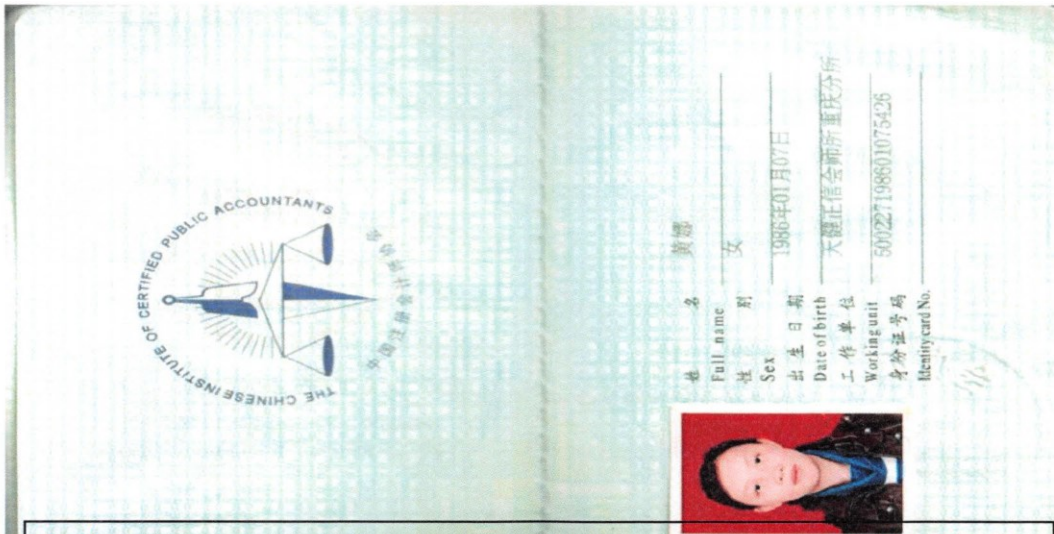 THE CHINESE INSTITUTE OF CERTIFIED PUBLIC ACCOUNTANTS
中国注册会计师协会
姓 名 黄娜
Full name
性 别 女
Sex
出 生 日 期 1986年01月07日
Date of birth
工 作 单 位 天健正信会师所重庆分所
Working unit
身份证号码 500227198601075426
Identity card No.